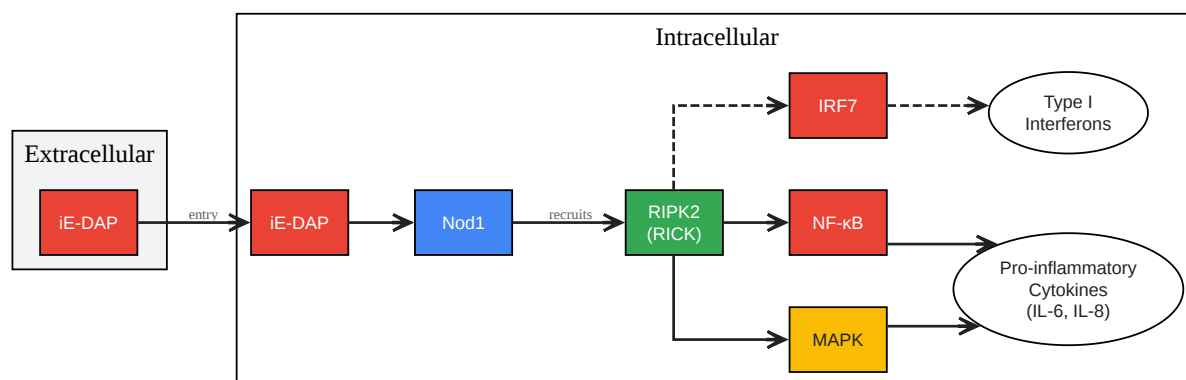 Intracellular
IRF7
Type I
Interferons
Extracellular
iE-DAP
entry
iE-DAP
Nod1
recruits
RIPK2
(RICK)
NF-κB
Pro-inflammatory
Cytokines
(IL-6, IL-8)
MAPK